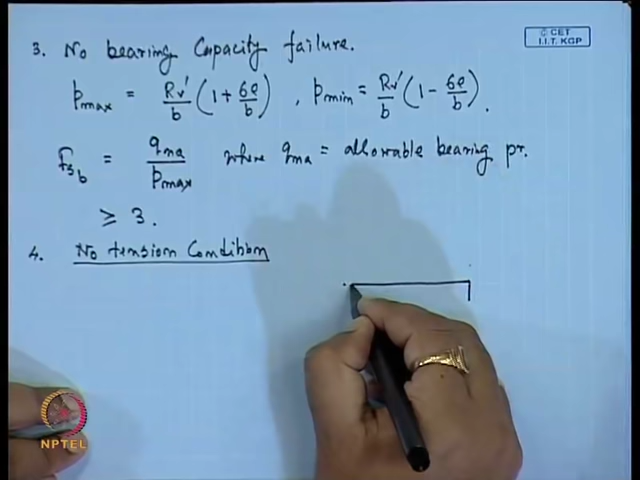 © CET
I.I.T. KGP
3. No bearing Capacity failure.
pmax = Rv'/b (1 + 6e/b) , pmin = Rv'/b (1 - 6e/b) .
Fsb = qna/pmax where qna = allowable bearing pr.
≥ 3.
4. No tension Condition
NPTEL